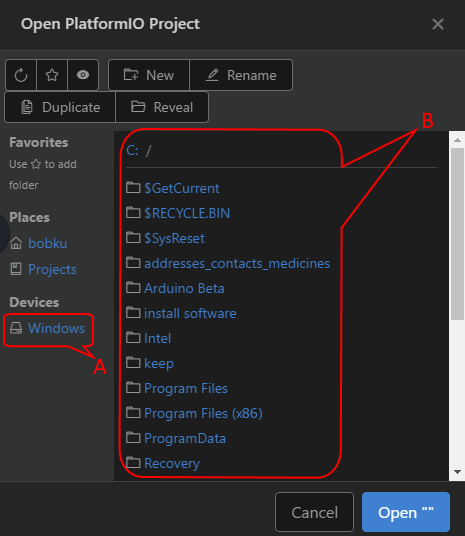 Open PlatformIO Project
New
Rename
Duplicate
Reveal
Favorites
Use ☆ to add
folder
Places
bobku
Projects
Devices
Windows
A
B
C: /
$GetCurrent
$RECYCLE.BIN
$SysReset
addresses_contacts_medicines
Arduino Beta
install software
Intel
keep
Program Files
Program Files (x86)
ProgramData
Recovery
Cancel
Open ""